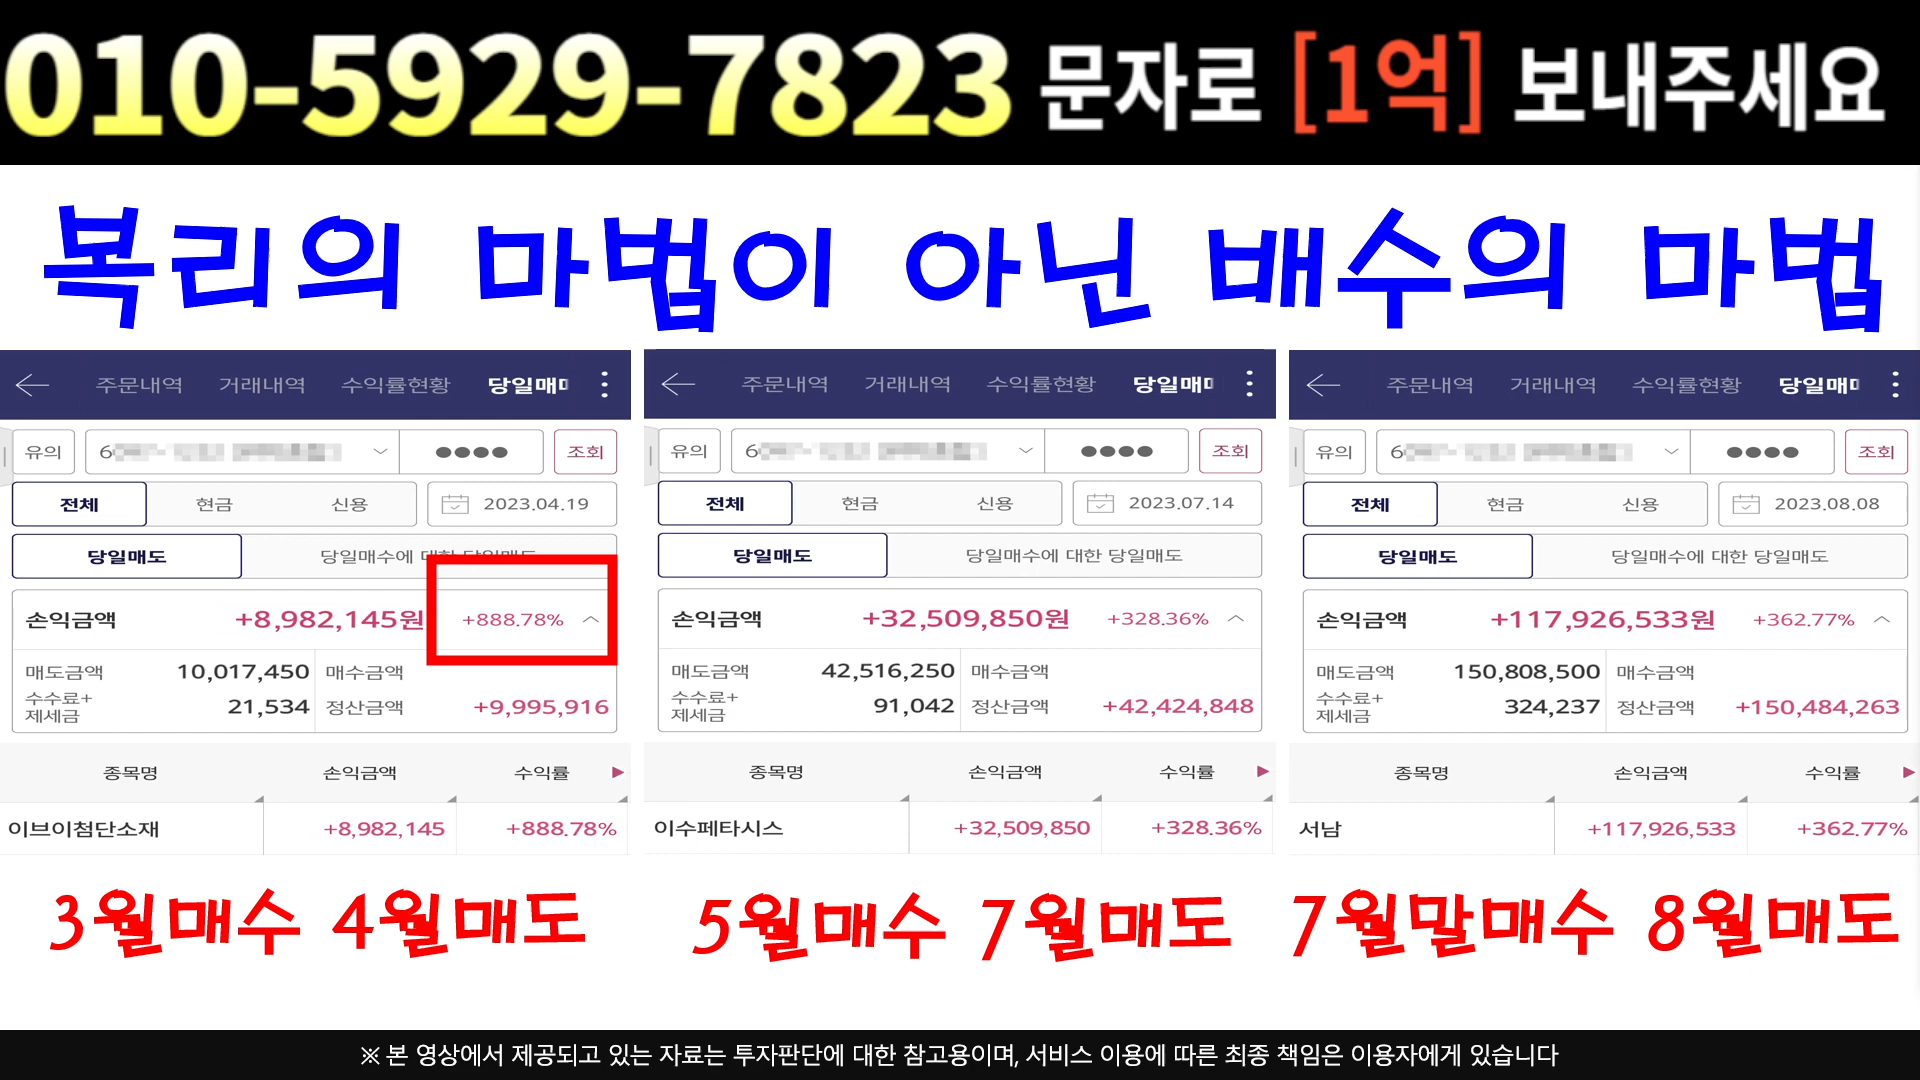 010-5929-7823 문자로 [1억] 보내주세요
복리의 마법이 아닌 배수의 마법
주문내역 거래내역 수익률현황 당일매
유의 6 ●●●● 조회
전체 현금 신용 2023.04.19
당일매도 당일매수에 대한 당일매도
손익금액 +8,982,145원 +888.78%
매도금액 10,017,450 매수금액
수수료+
제세금 21,534 정산금액 +9,995,916
종목명 손익금액 수익률
이브이첨단소재 +8,982,145 +888.78%
3월매수 4월매도
주문내역 거래내역 수익률현황 당일매
유의 6 ●●●● 조회
전체 현금 신용 2023.07.14
당일매도 당일매수에 대한 당일매도
손익금액 +32,509,850원 +328.36%
매도금액 42,516,250 매수금액
수수료+
제세금 91,042 정산금액 +42,424,848
종목명 손익금액 수익률
이수페타시스 +32,509,850 +328.36%
5월매수 7월매도
주문내역 거래내역 수익률현황 당일매
유의 6 ●●●● 조회
전체 현금 신용 2023.08.08
당일매도 당일매수에 대한 당일매도
손익금액 +117,926,533원 +362.77%
매도금액 150,808,500 매수금액
수수료+
제세금 324,237 정산금액 +150,484,263
종목명 손익금액 수익률
서남 +117,926,533 +362.77%
7월말매수 8월매도
※ 본 영상에서 제공되고 있는 자료는 투자판단에 대한 참고용이며, 서비스 이용에 따른 최종 책임은 이용자에게 있습니다